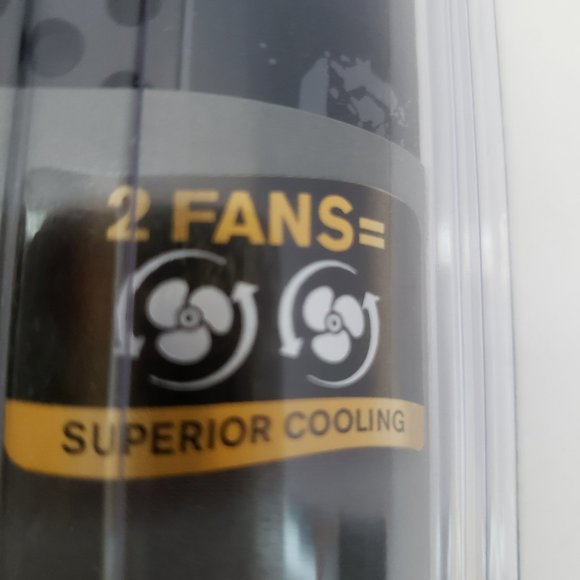 2 FANS=
SUPERIOR COOLING